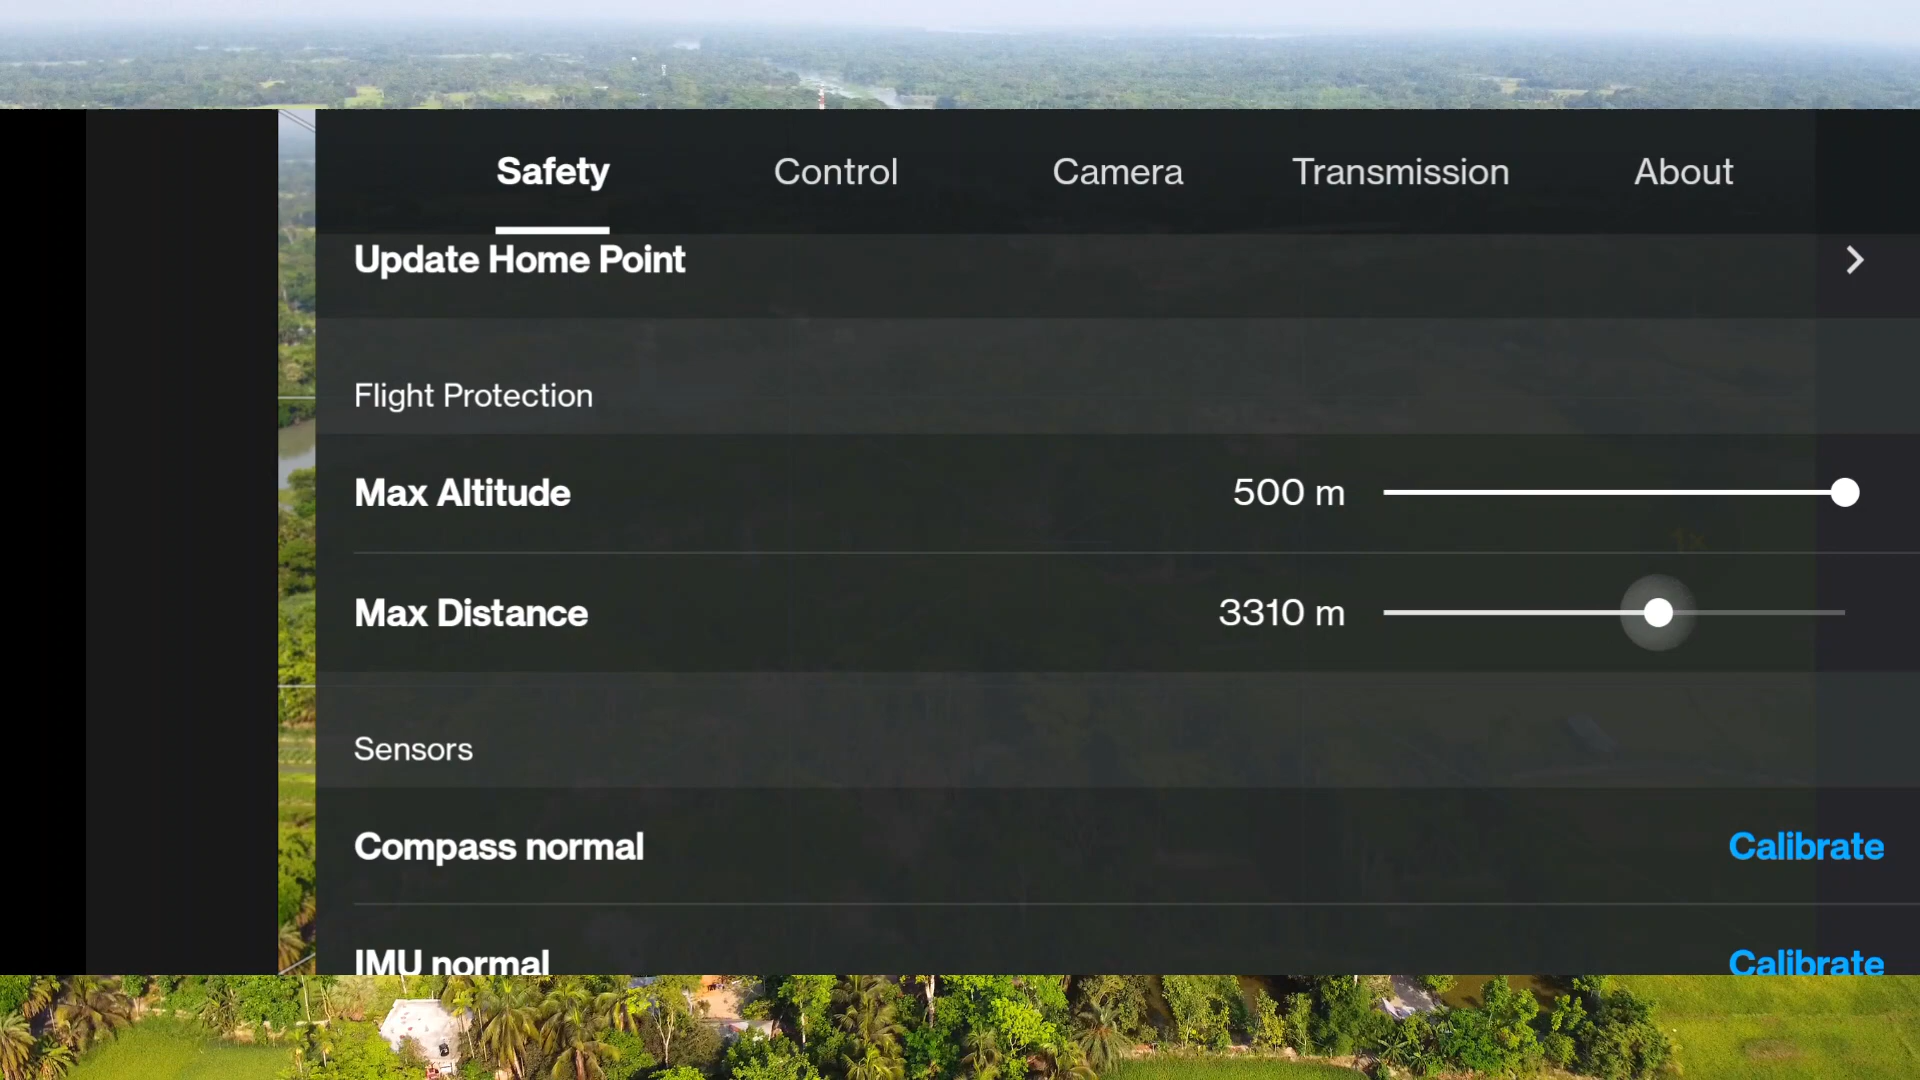 Safety Control Camera Transmission About
Update Home Point
Flight Protection
Max Altitude 500 m
Max Distance 3310 m
Sensors
Compass normal Calibrate
IMU normal Calibrate